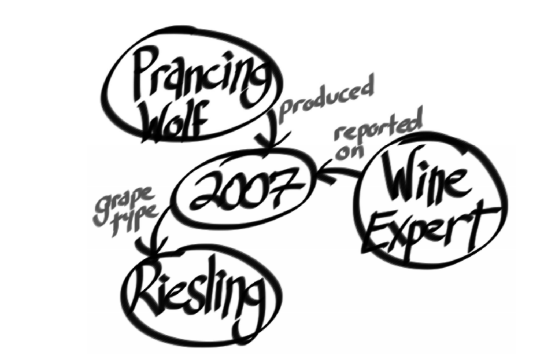 Prancing
Wolf
produced
reported
on
Wine
Expert
2007
grape
type
Riesling